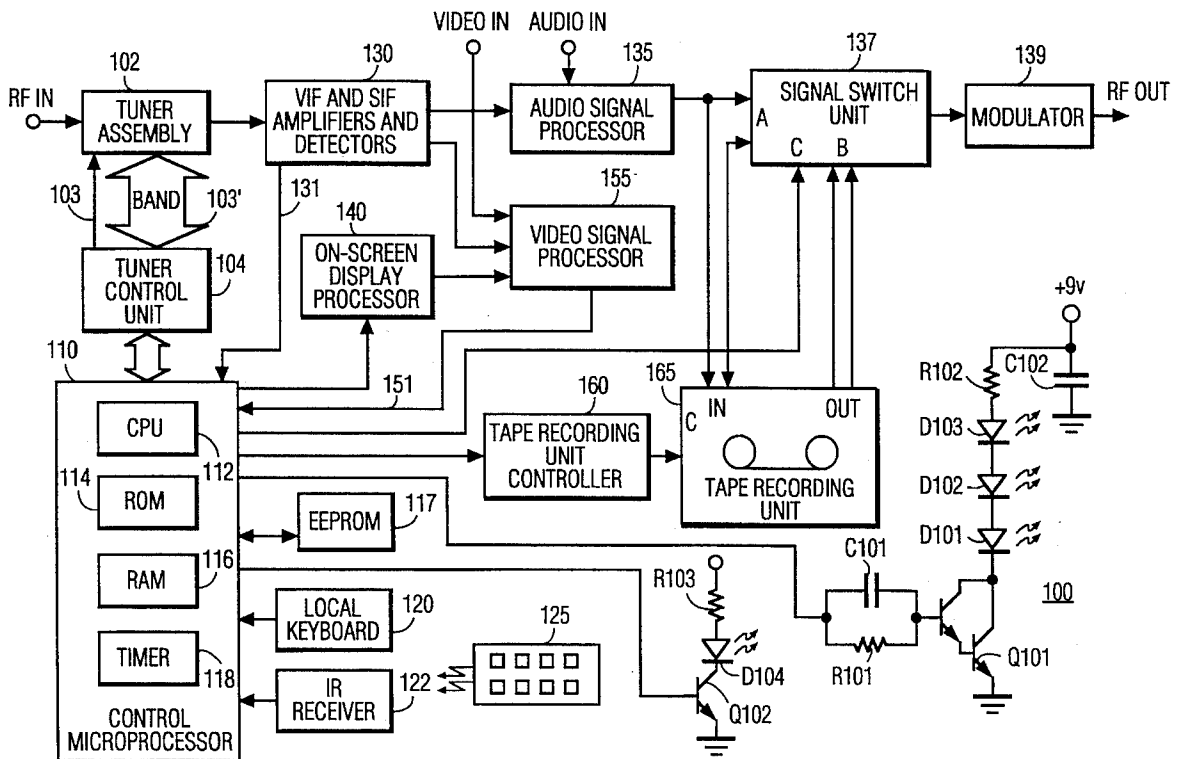 VIDEO IN
AUDIO IN
102
130
135
137
139
RF IN
TUNER
ASSEMBLY
VIF AND SIF
AMPLIFIERS AND
DETECTORS
AUDIO SIGNAL
PROCESSOR
SIGNAL SWITCH
UNIT
A
C
B
MODULATOR
RF OUT
103
BAND
103'
131
140
155
ON-SCREEN
DISPLAY
PROCESSOR
VIDEO SIGNAL
PROCESSOR
TUNER
CONTROL
UNIT
104
+9v
110
151
160
165
R102
C102
CPU
112
TAPE RECORDING
UNIT
CONTROLLER
C
IN
OUT
TAPE RECORDING
UNIT
D103
D102
D101
114
ROM
EEPROM
117
116
RAM
C101
R103
100
LOCAL
KEYBOARD
120
125
TIMER
118
D104
R101
Q101
IR
RECEIVER
122
Q102
CONTROL
MICROPROCESSOR